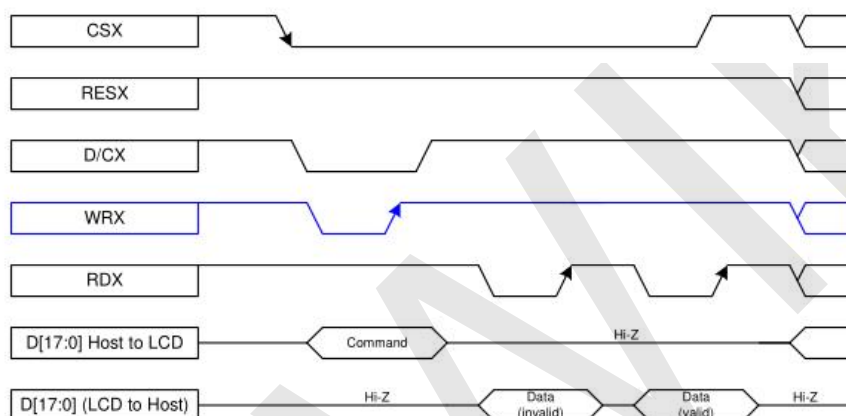 CSX
RESX
D/CX
WRX
RDX
D[17:0] Host to LCD
Command
Hi-Z
D[17:0] (LCD to Host)
Hi-Z
Data
(invalid)
Data
(valid)
Hi-Z